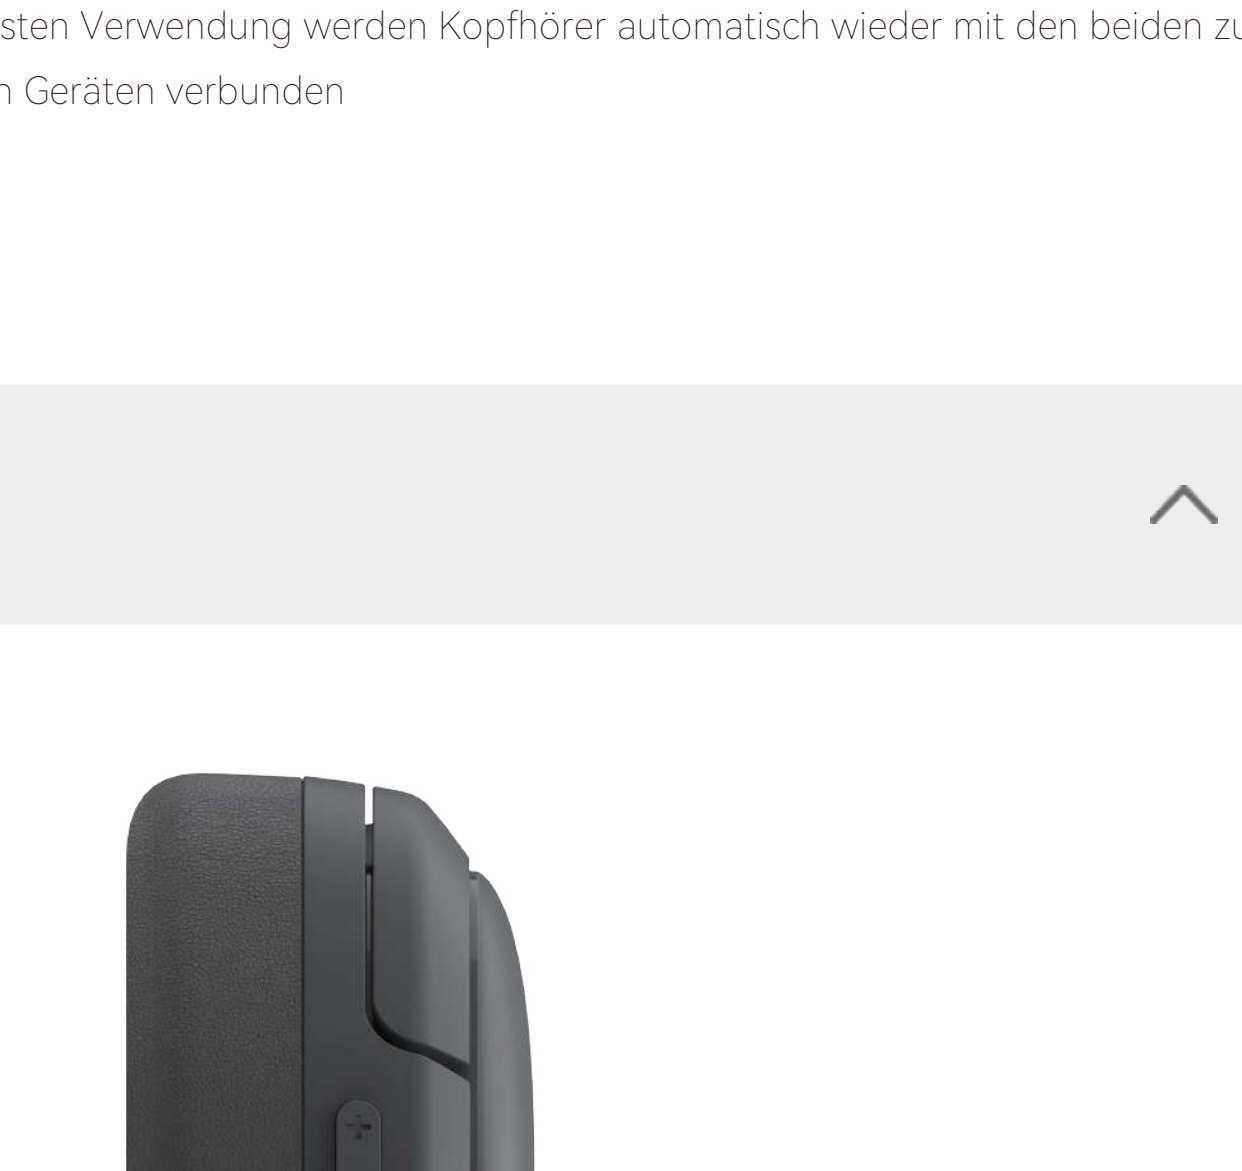 sten Verwendung werden Kopfhörer automatisch wieder mit den beiden zu
n Geräten verbunden
+